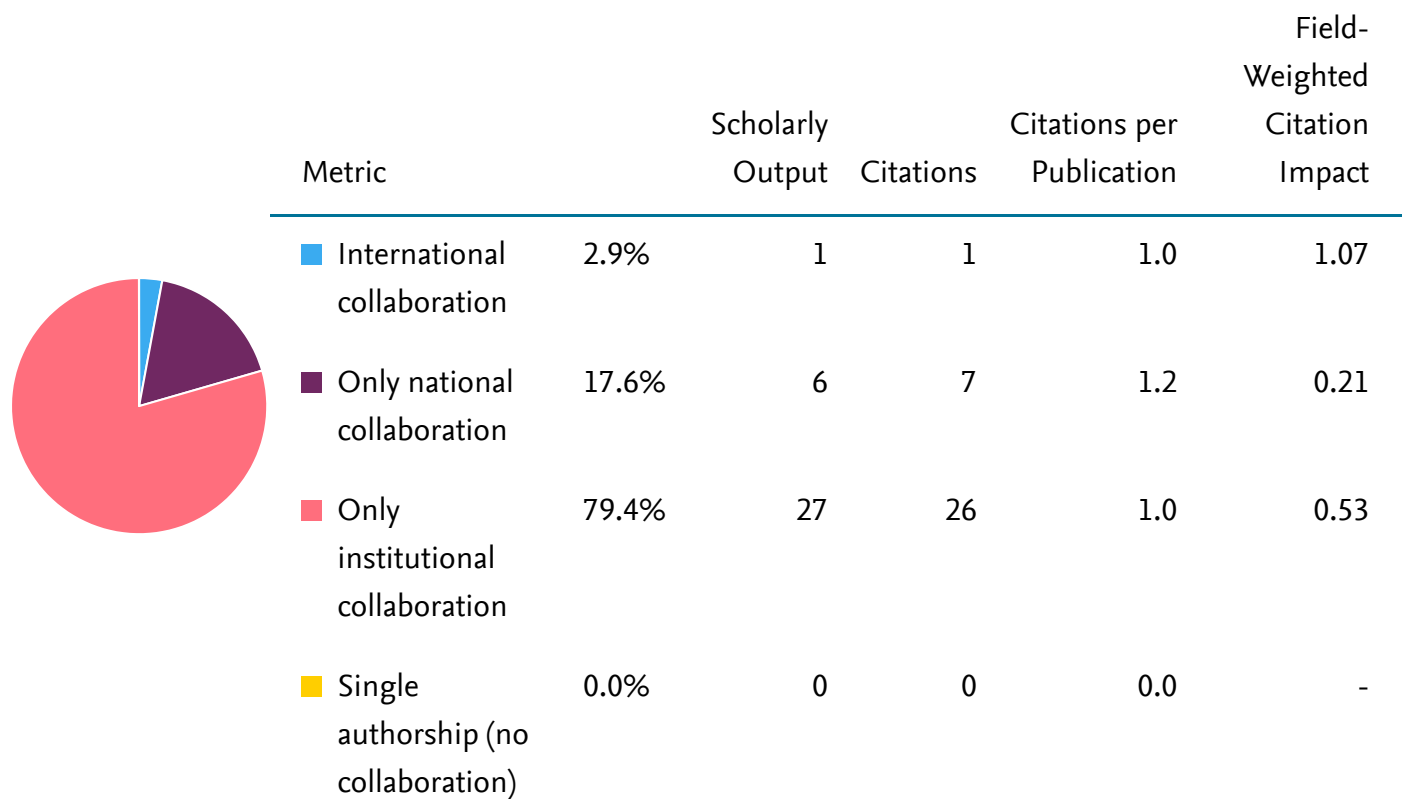 Field-
Weighted
Scholarly Citations per Citation
Metric Output Citations Publication Impact
International 2.9% 1 1 1.0 1.07
collaboration
Only national 17.6% 6 7 1.2 0.21
collaboration
Only 79.4% 27 26 1.0 0.53
institutional
collaboration
Single 0.0% 0 0 0.0 -
authorship (no
collaboration)